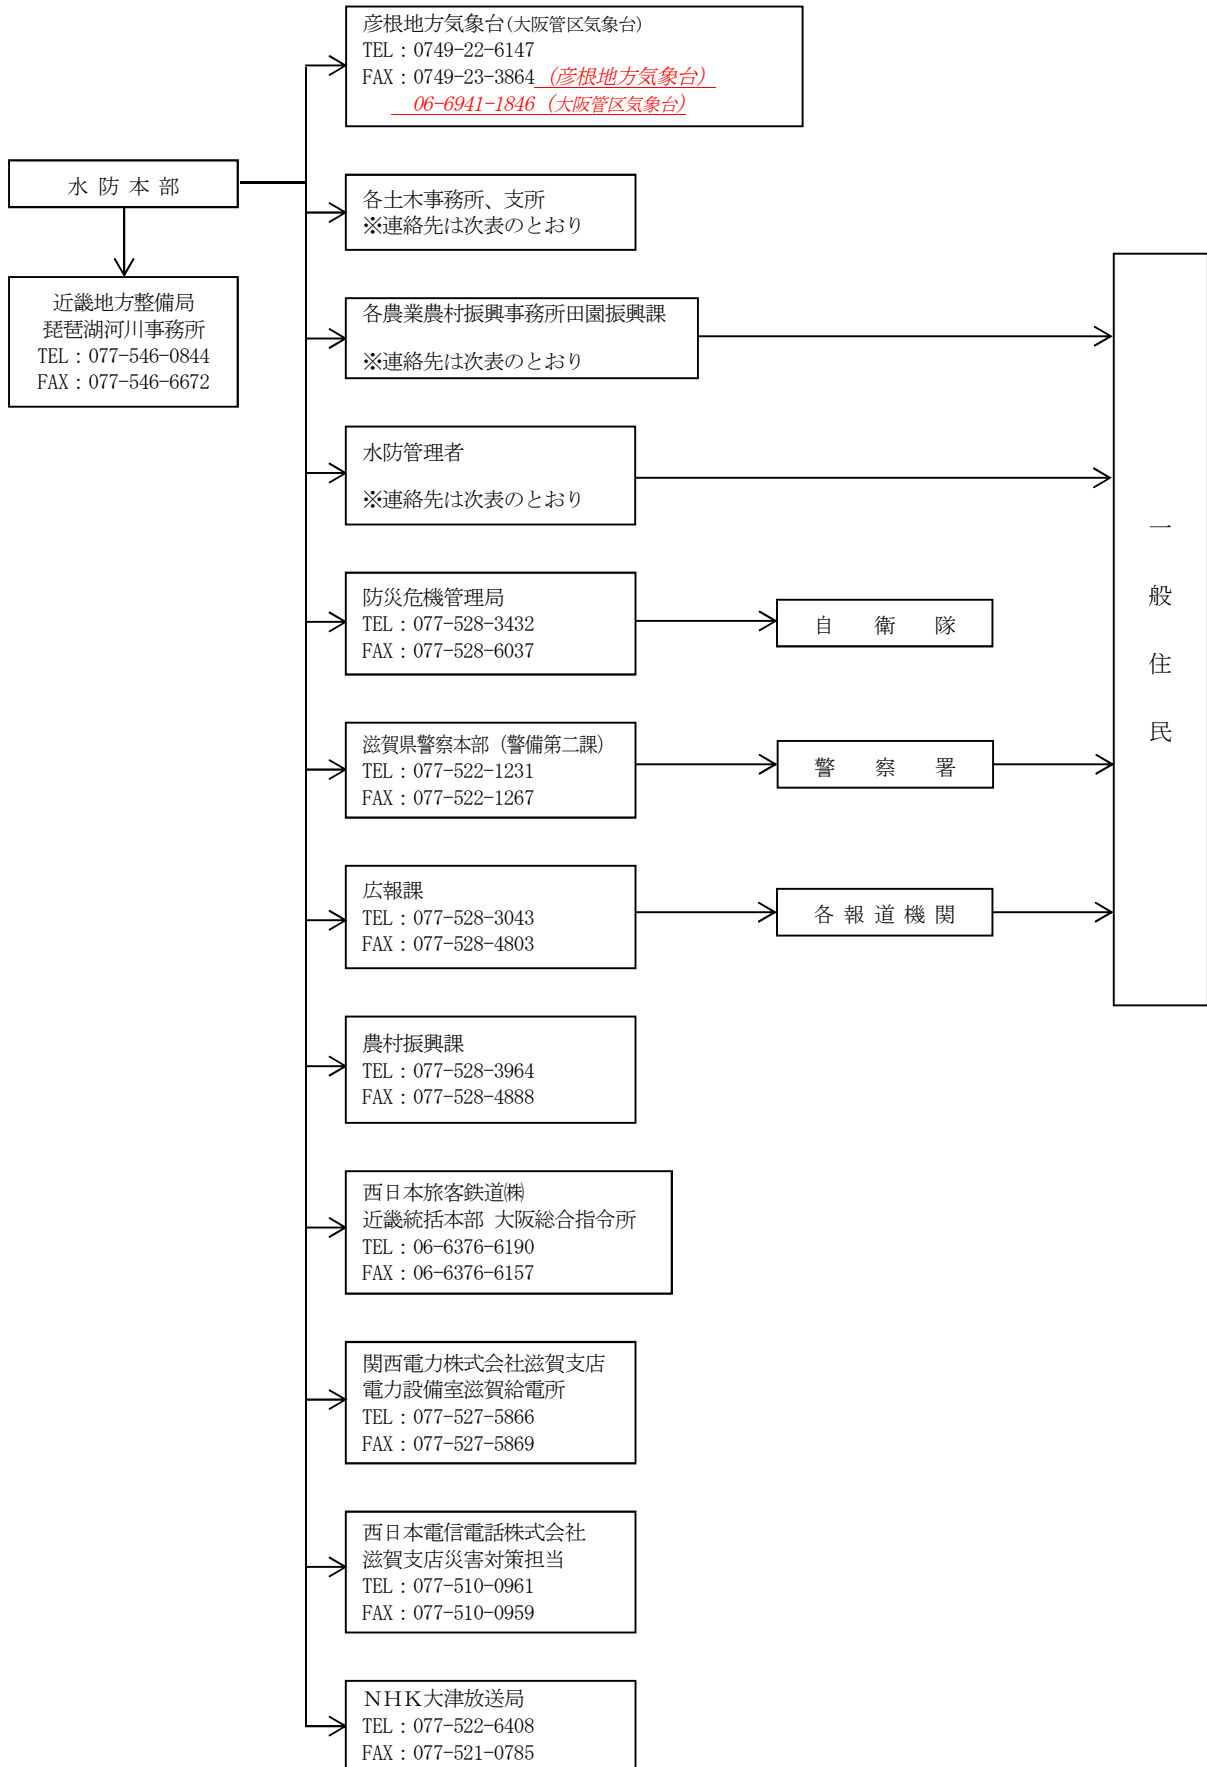 彦根地方気象台(大阪管区気象台)
TEL：0749-22-6147
FAX：0749-23-3864 （彦根地方気象台）
06-6941-1846（大阪管区気象台）
水防本部
近畿地方整備局
琵琶湖河川事務所
TEL：077-546-0844
FAX：077-546-6672
各土木事務所、支所
※連絡先は次表のとおり
各農業農村振興事務所田園振興課
※連絡先は次表のとおり
水防管理者
※連絡先は次表のとおり
防災危機管理局
TEL：077-528-3432
FAX：077-528-6037
自衛隊
滋賀県警察本部（警備第二課）
TEL：077-522-1231
FAX：077-522-1267
警察署
広報課
TEL：077-528-3043
FAX：077-528-4803
各報道機関
一般住民
農村振興課
TEL：077-528-3964
FAX：077-528-4888
西日本旅客鉄道㈱
近畿統括本部 大阪総合指令所
TEL：06-6376-6190
FAX：06-6376-6157
関西電力株式会社滋賀支店
電力設備室滋賀給電所
TEL：077-527-5866
FAX：077-527-5869
西日本電信電話株式会社
滋賀支店災害対策担当
TEL：077-510-0961
FAX：077-510-0959
ＮＨＫ大津放送局
TEL：077-522-6408
FAX：077-521-0785